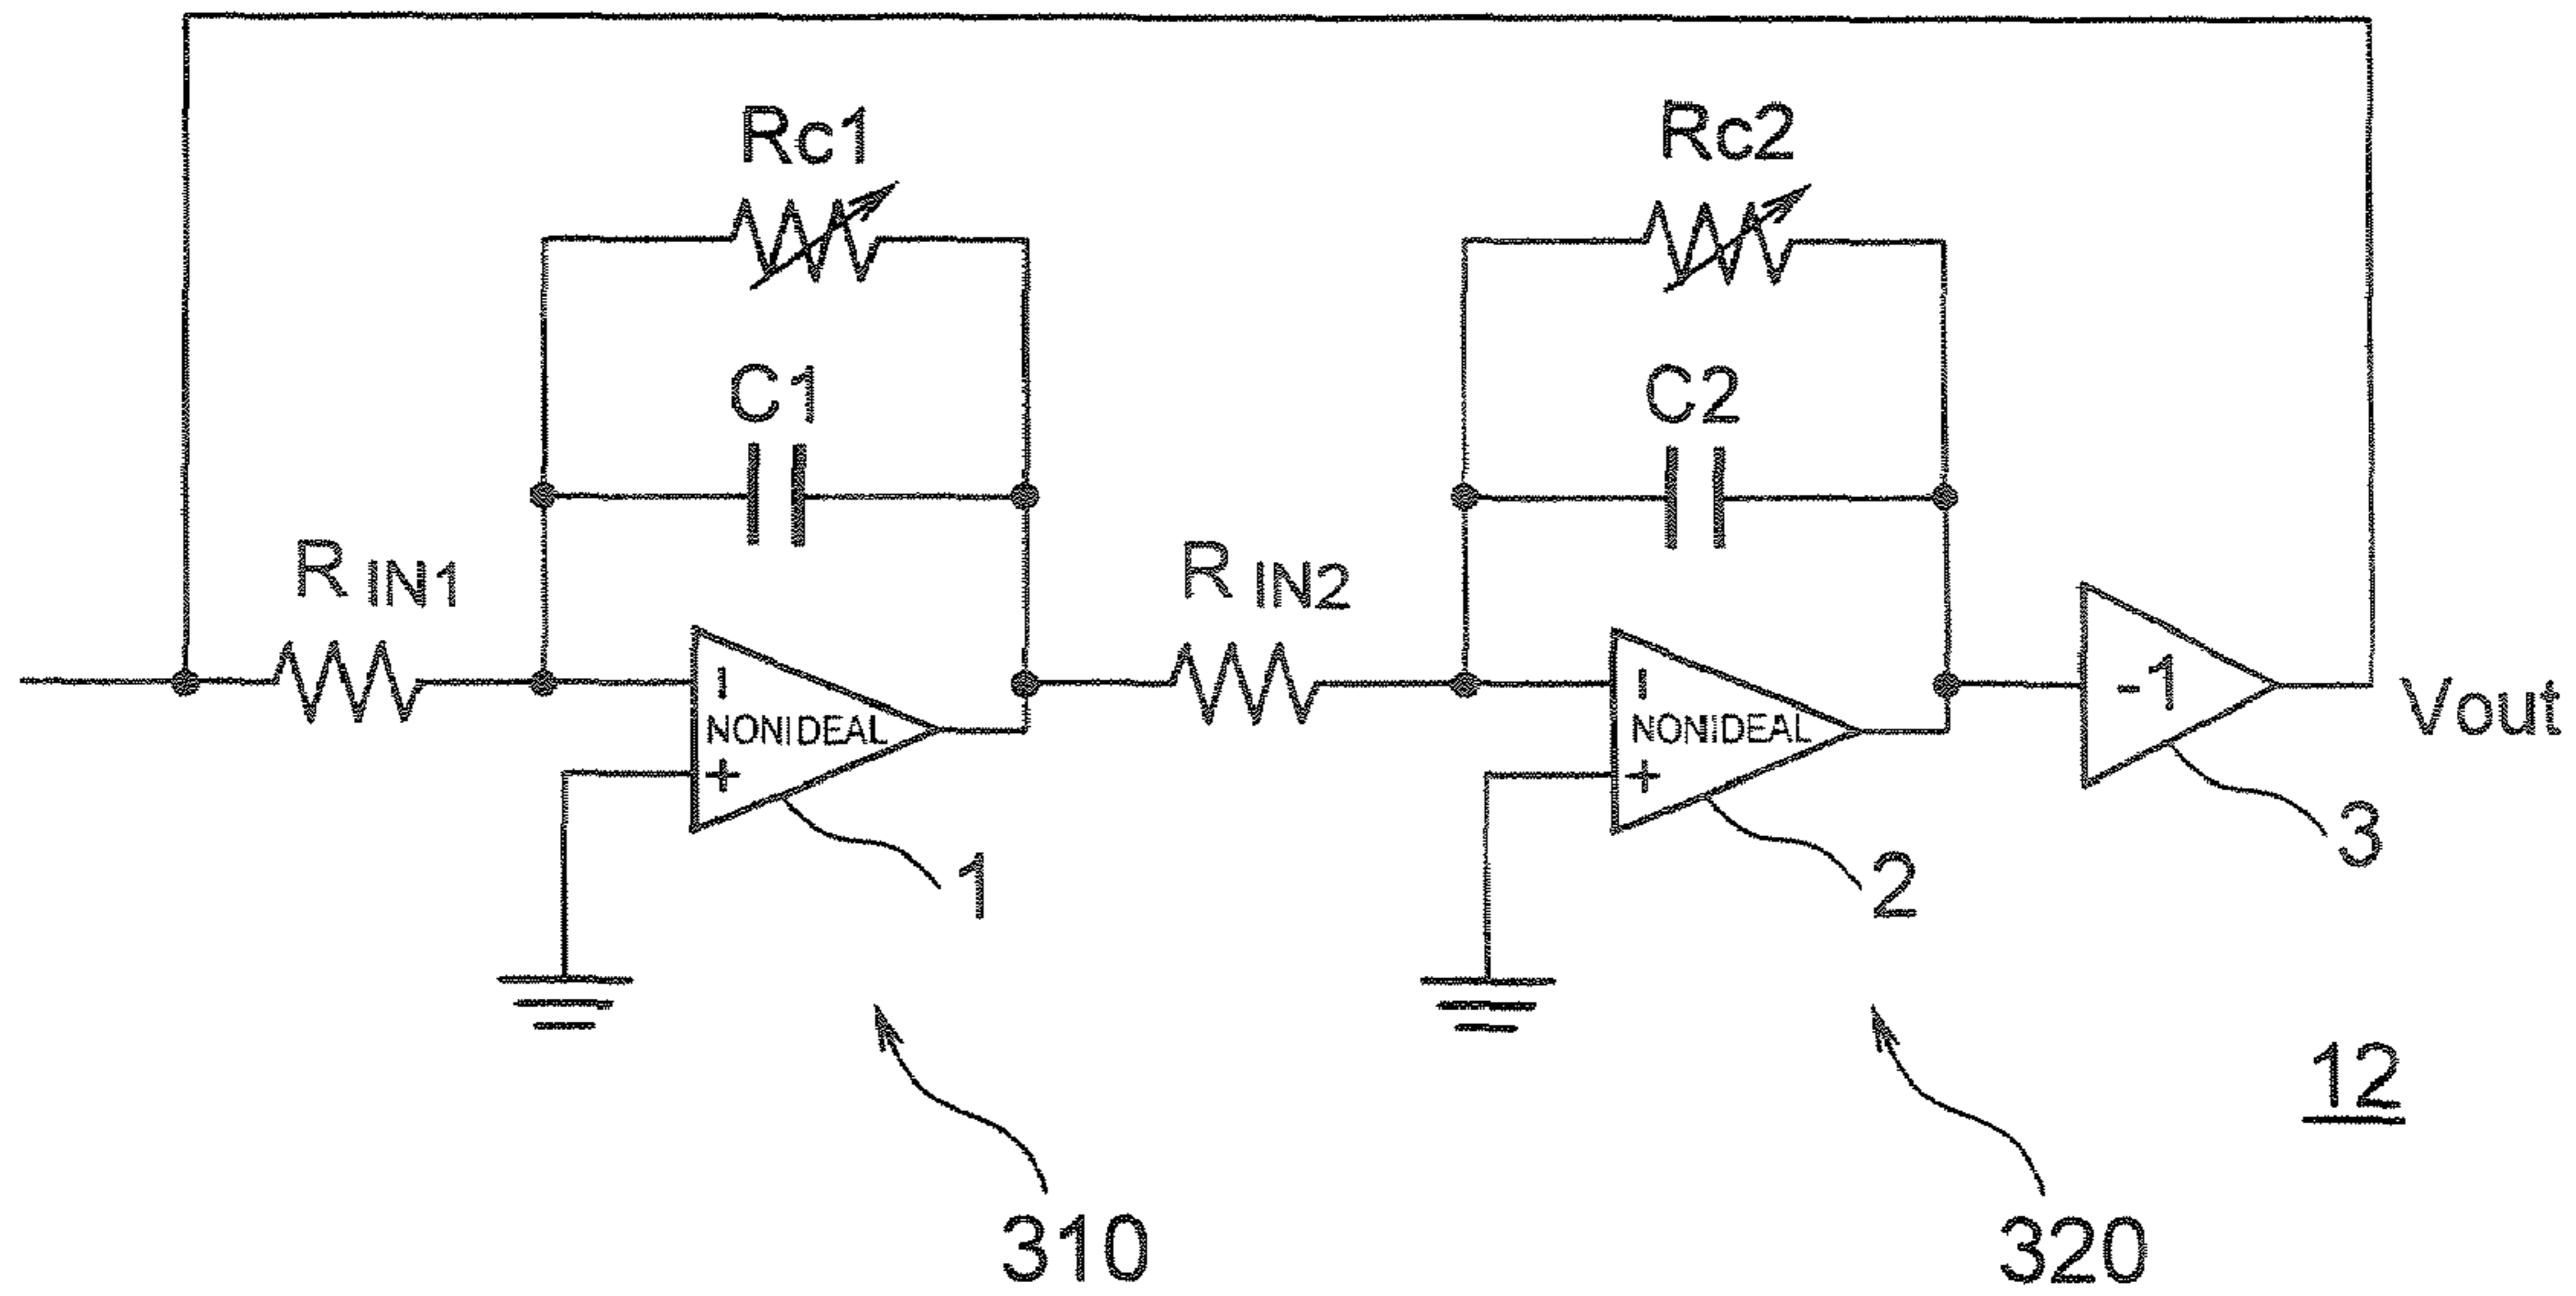 Rc1
Rc2
C1
C2
R IN1
R IN2
-
NONIDEAL
+
-
NONIDEAL
+
-1
Vout
1
2
3
12
310
320